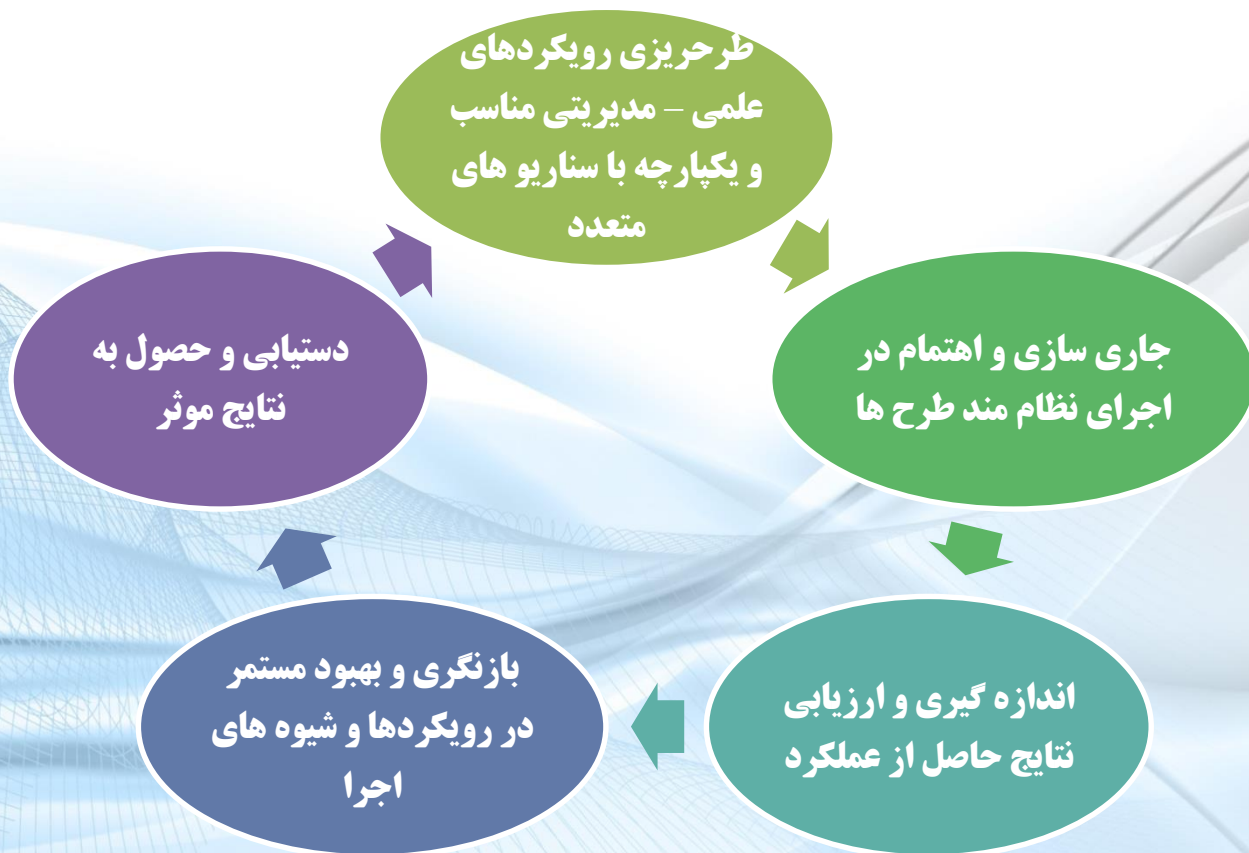 طرحریزی رویکردهای
علمی – مدیریتی مناسب
و یکپارچه با سناریو های
متعدد
جاری سازی و اهتمام در
اجرای نظام مند طرح ها
اندازه گیری و ارزیابی
نتایج حاصل از عملکرد
بازنگری و بهبود مستمر
در رویکردها و شیوه های
اجرا
دستیابی و حصول به
نتایج موثر